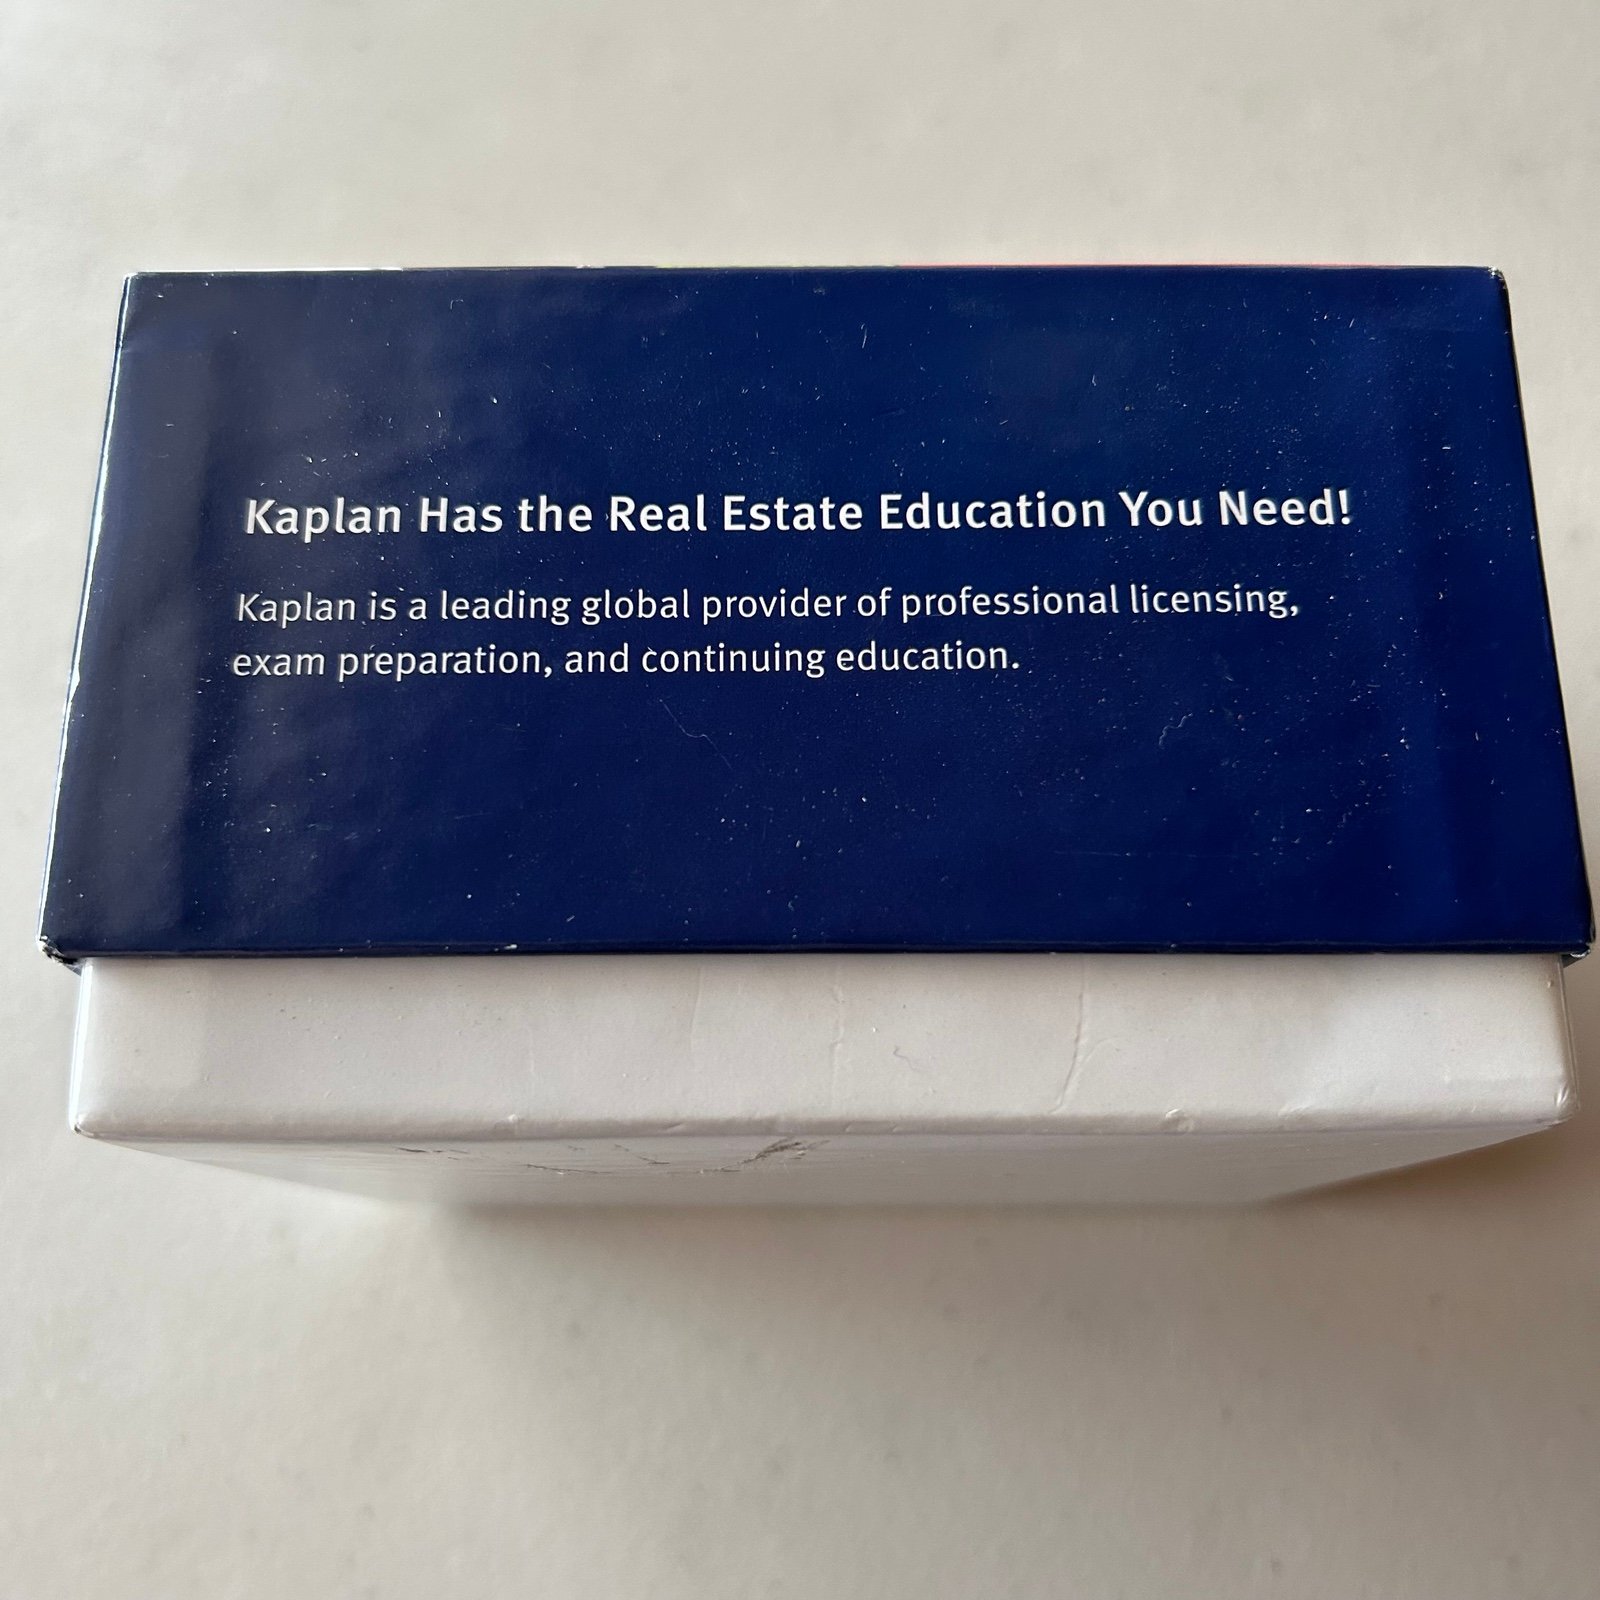 Kaplan Has the Real Estate Education You Need!
Kaplan is a leading global provider of professional licensing,
exam preparation, and continuing education.